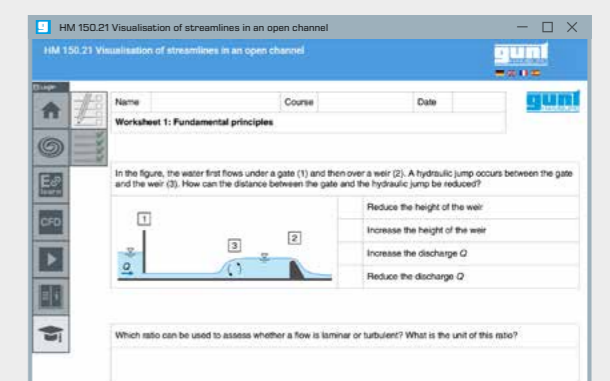 HM 150.21 Visualisation of streamlines in an open channel
HM 150.21 Visualisation of streamlines in an open channel
gunt
Login
Name Course Date
gunt
Worksheet 1: Fundamental principles
E learn
CFD
In the figure, the water first flows under a gate (1) and then over a weir (2). A hydraulic jump occurs between the gate
and the weir (3). How can the distance between the gate and the hydraulic jump be reduced?
1
2
3
Q
Reduce the height of the weir
Increase the height of the weir
Increase the discharge Q
Reduce the discharge Q
Which ratio can be used to assess whether a flow is laminar or turbulent? What is the unit of this ratio?